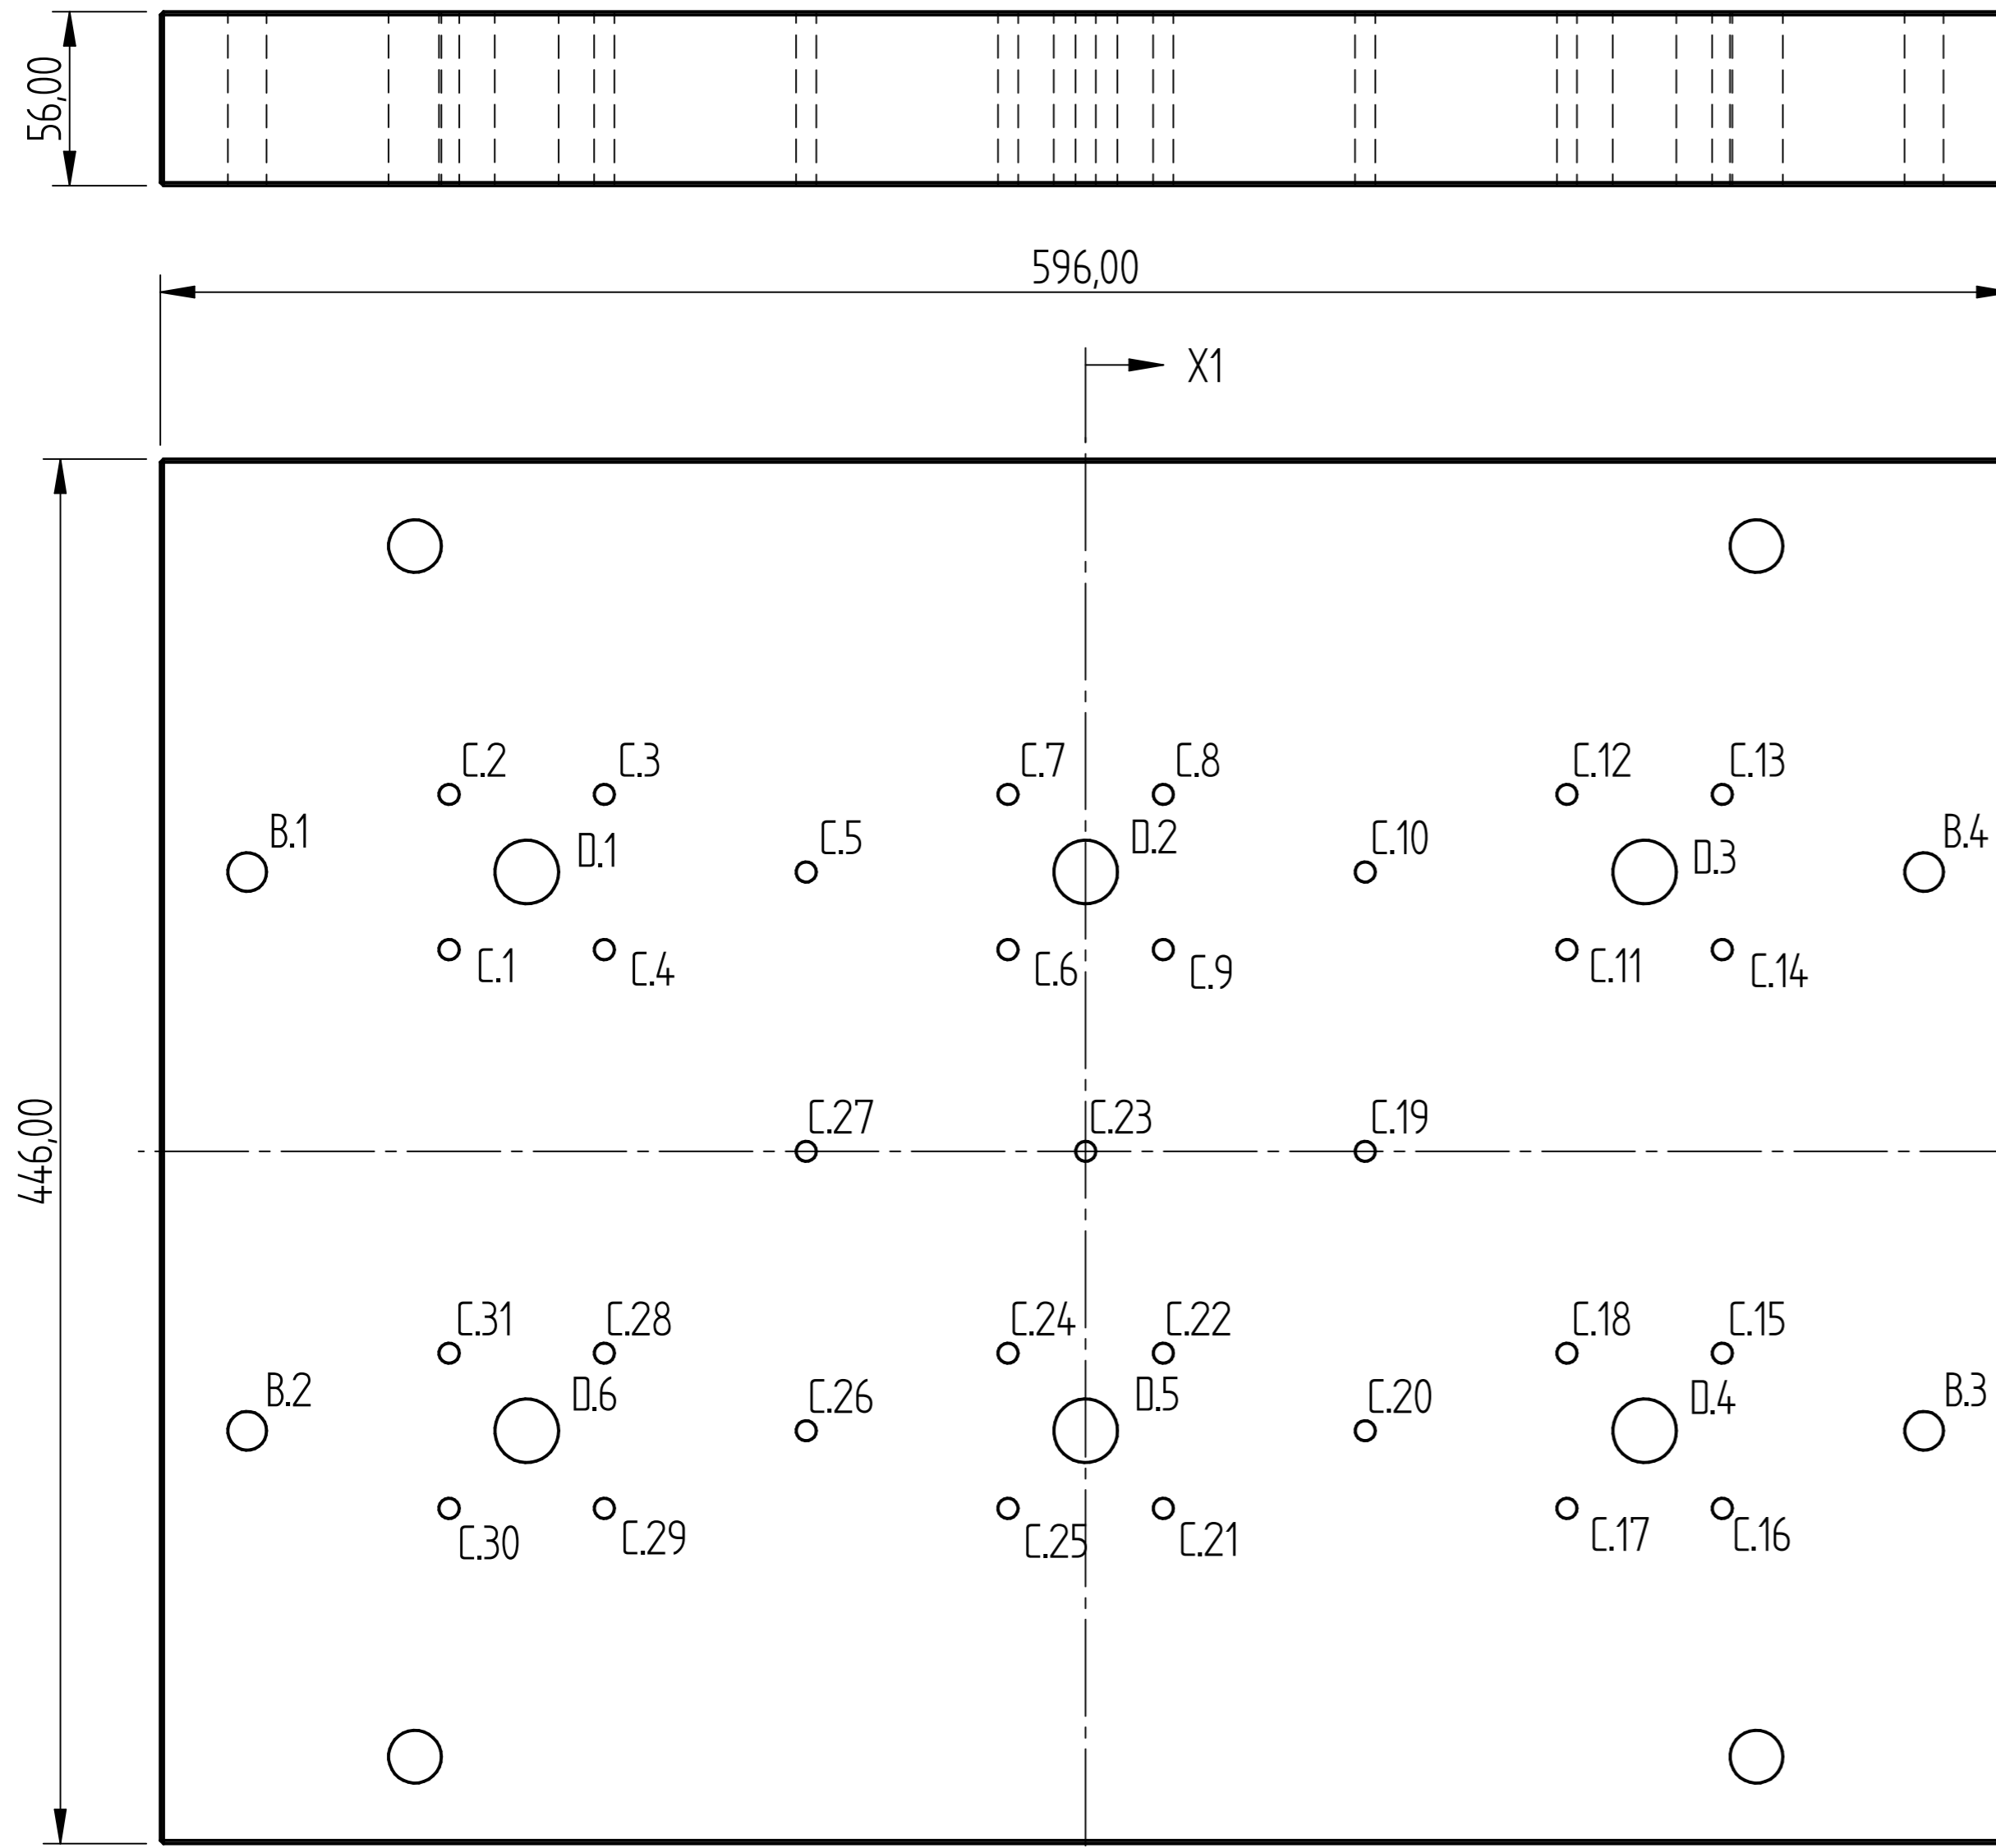 56,00
596,00
X1
446,00
C.2 C.3 C.7 C.8 C.12 C.13
B.1 D.1 C.5 D.2 C.10 D.3 B.4
C.1 C.4 C.6 C.9 C.11 C.14
C.27 C.23 C.19
C.31 C.28 C.24 C.22 C.18 C.15
B.2 D.6 C.26 D.5 C.20 D.4 B.3
C.30 C.29 C.25 C.21 C.17 C.16